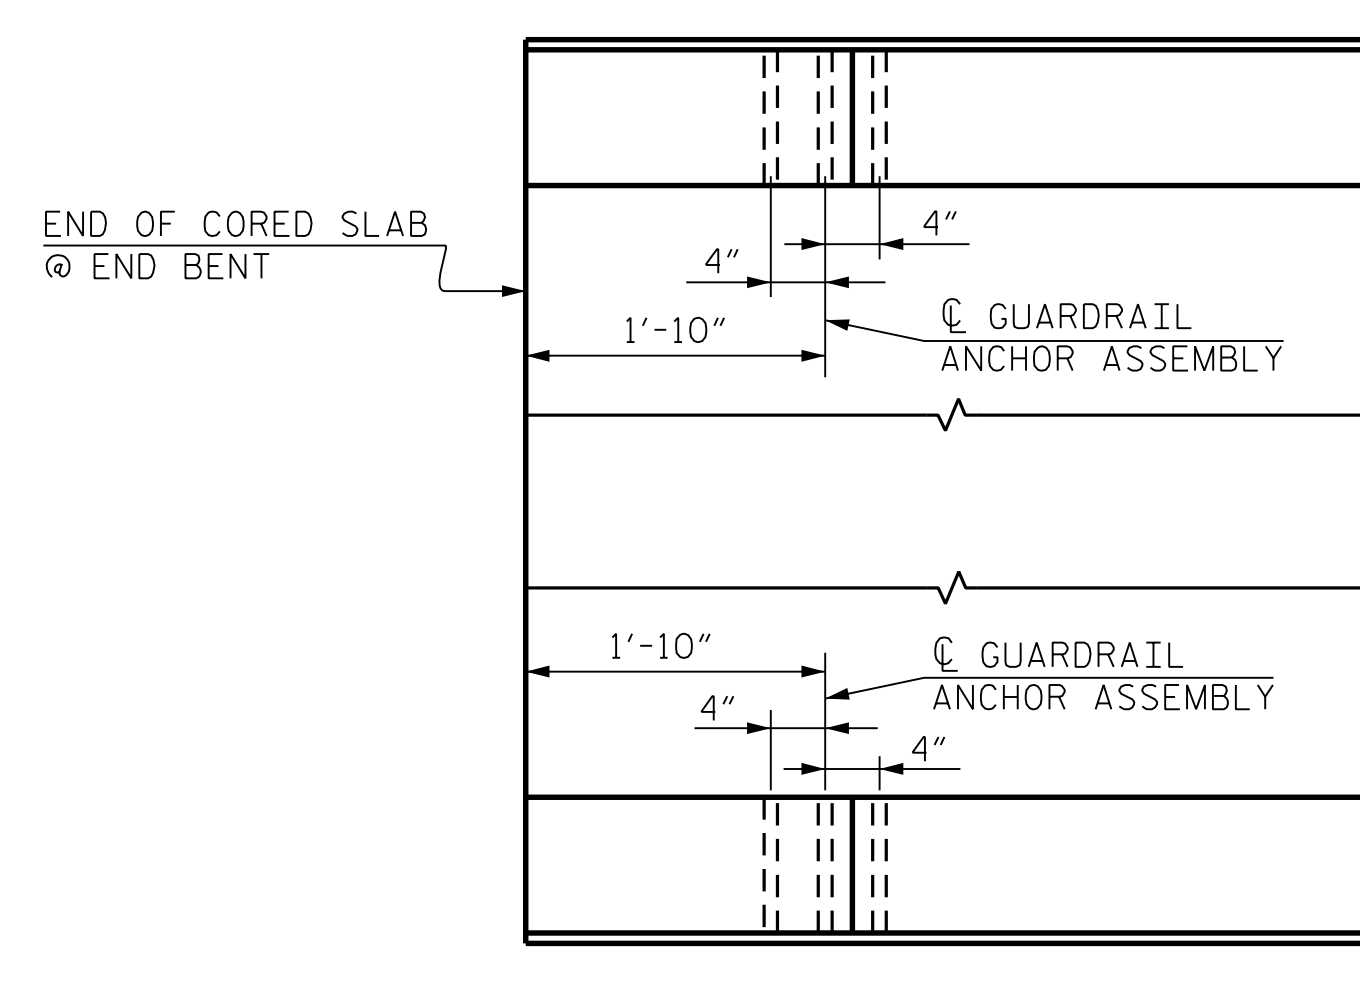 END OF CORED SLAB
@ END BENT
4"
4"
1'-10"
℄ GUARDRAIL
ANCHOR ASSEMBLY
1'-10"
℄ GUARDRAIL
ANCHOR ASSEMBLY
4"
4"